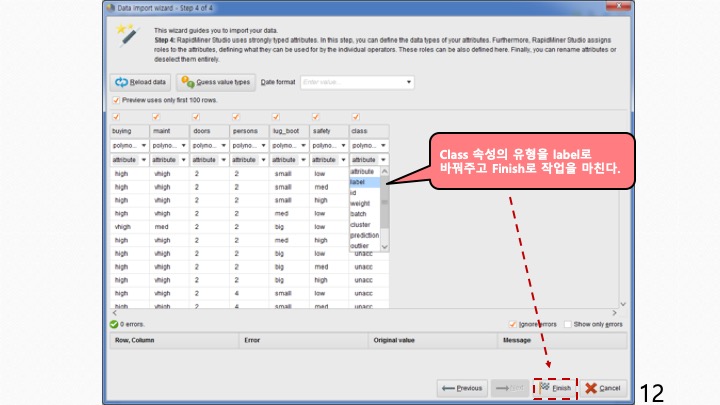 Data import wizard - Step 4 of 4
This wizard guides you to import your data.
Step 4: RapidMiner Studio uses strongly typed attributes. In this step, you can define the data types of your attributes. Furthermore, RapidMiner Studio assigns
roles to the attributes, defining what they can be used for by the individual operators. These roles can be also defined here. Finally, you can rename attributes or
deselect them entirely.
Reload data Guess value types Date format Enter value...
Preview uses only first 100 rows.
buying maint doors persons lug_boot safety class
polyno... polyno... polyno... polyno... polyno... polyno... polyno...
attribute attribute attribute attribute attribute attribute attribute
high vhigh 2 2 small low attribute
high vhigh 2 2 small med label
high vhigh 2 2 small high id
high vhigh 2 2 med low weight
vhigh med 2 2 big low batch
high vhigh 2 2 med high cluster
high vhigh 2 2 big low unacc
prediction
outlier
high vhigh 2 2 big med unacc
high vhigh 2 2 big high unacc
high vhigh 2 4 small low unacc
high vhigh 2 4 small med unacc
Class 속성의 유형을 label로
바꿔주고 Finish로 작업을 마친다.
0 errors.
Ignore errors Show only errors
Row, Column Error Original value Message
Previous Next Finish Cancel
12